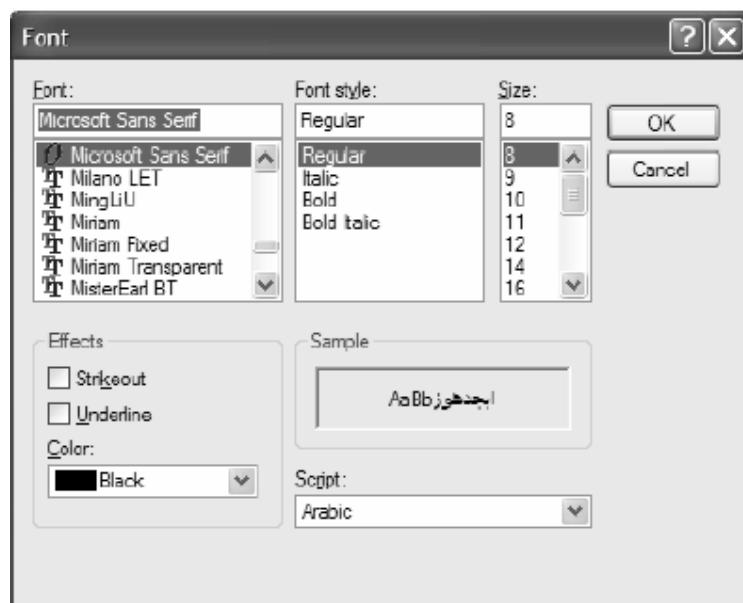 Font
Font:
Microsoft Sans Serif
Microsoft Sans Serif
Milano LET
MingLiU
Miriam
Miriam Fixed
Miriam Transparent
MisterEarl BT
Font style:
Regular
Regular
Italic
Bold
Bold Italic
Size:
8
8
9
10
11
12
14
16
OK
Cancel
Effects
Strikeout
Underline
Color:
Black
Sample
AaBb ابجدهوز
Script:
Arabic